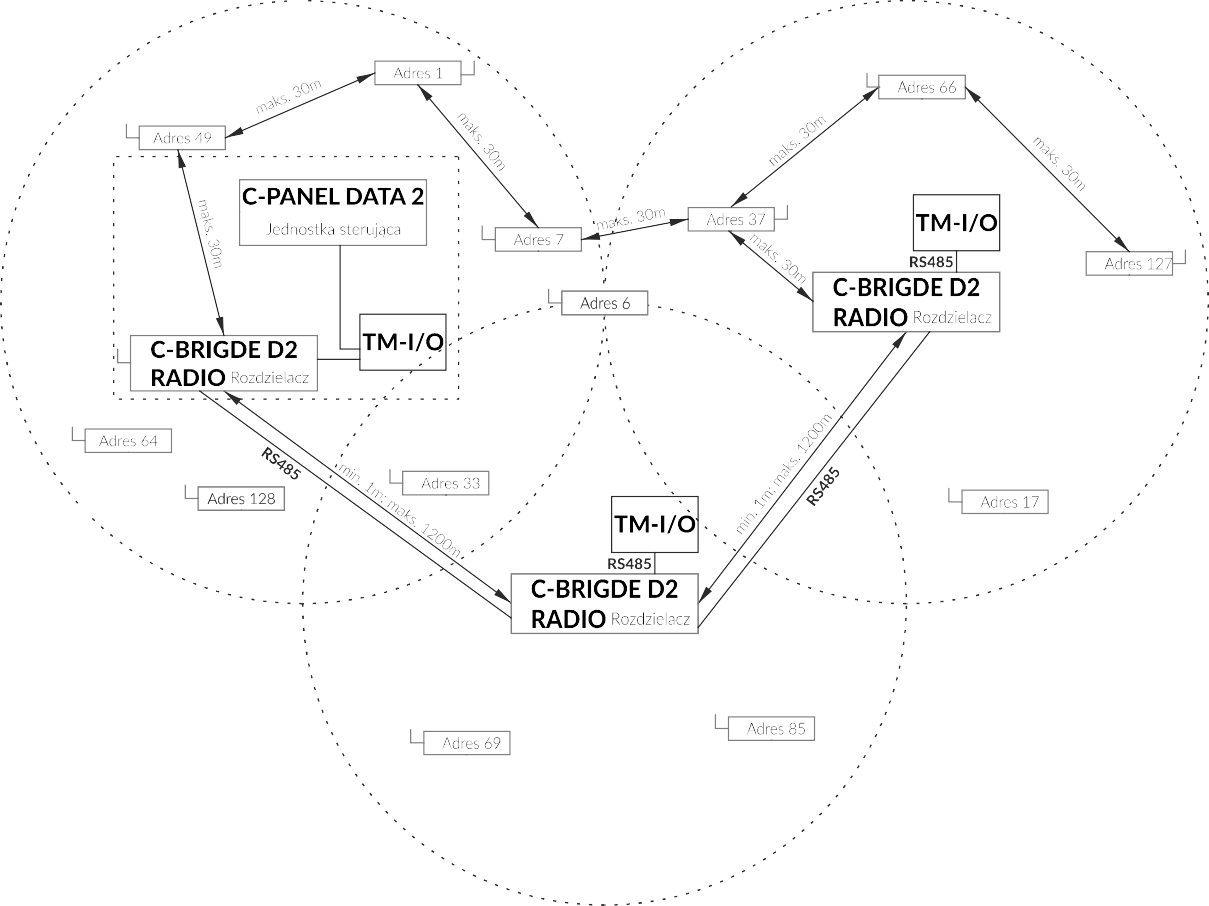 Adres 1
maks. 30m
Adres 49
maks. 30m
maks. 30m
C-PANEL DATA 2
Jednostka sterująca
Adres 7
maks. 30m
Adres 37
maks. 30m
Adres 66
maks. 30m
maks. 30m
TM-I/O
RS485
Adres 127
C-BRIGDE D2
RADIO Rozdzielacz
Adres 6
TM-I/O
C-BRIGDE D2
RADIO Rozdzielacz
Adres 64
Adres 128
RS485
min. 1m: maks. 1200m
Adres 33
min. 1m: maks. 1200m
RS485
Adres 17
TM-I/O
RS485
C-BRIGDE D2
RADIO Rozdzielacz
Adres 69
Adres 85